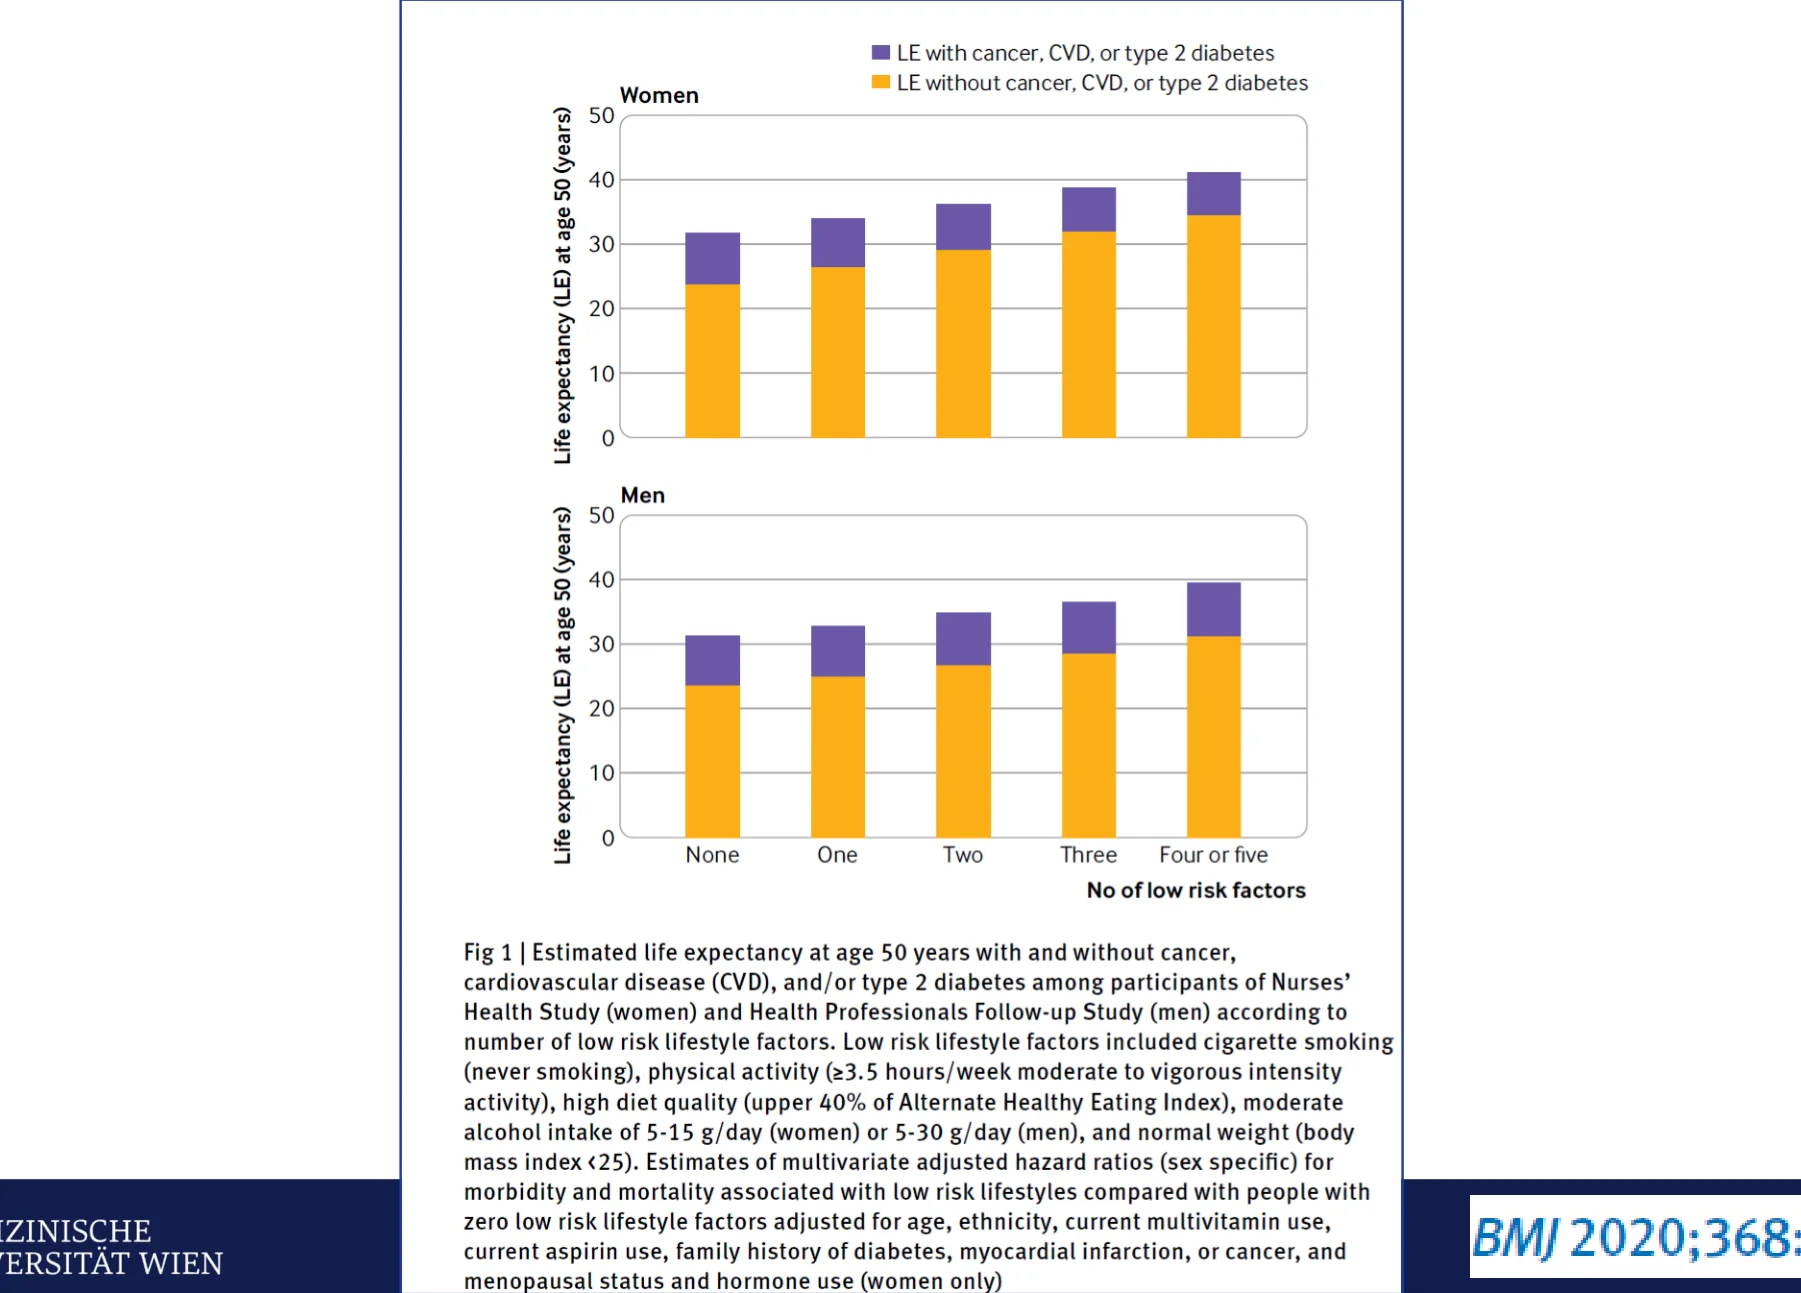 LE with cancer, CVD, or type 2 diabetes
LE without cancer, CVD, or type 2 diabetes
Women
Life expectancy (LE) at age 50 (years)
50
40
30
20
10
0
Men
Life expectancy (LE) at age 50 (years)
50
40
30
20
10
0
None One Two Three Four or five
No of low risk factors
Fig 1 | Estimated life expectancy at age 50 years with and without cancer,
cardiovascular disease (CVD), and/or type 2 diabetes among participants of Nurses’
Health Study (women) and Health Professionals Follow-up Study (men) according to
number of low risk lifestyle factors. Low risk lifestyle factors included cigarette smoking
(never smoking), physical activity (≥3.5 hours/week moderate to vigorous intensity
activity), high diet quality (upper 40% of Alternate Healthy Eating Index), moderate
alcohol intake of 5-15 g/day (women) or 5-30 g/day (men), and normal weight (body
mass index <25). Estimates of multivariate adjusted hazard ratios (sex specific) for
morbidity and mortality associated with low risk lifestyles compared with people with
zero low risk lifestyle factors adjusted for age, ethnicity, current multivitamin use,
current aspirin use, family history of diabetes, myocardial infarction, or cancer, and
menopausal status and hormone use (women only)
IZINISCHE
VERSITÄT WIEN
BMJ 2020;368: